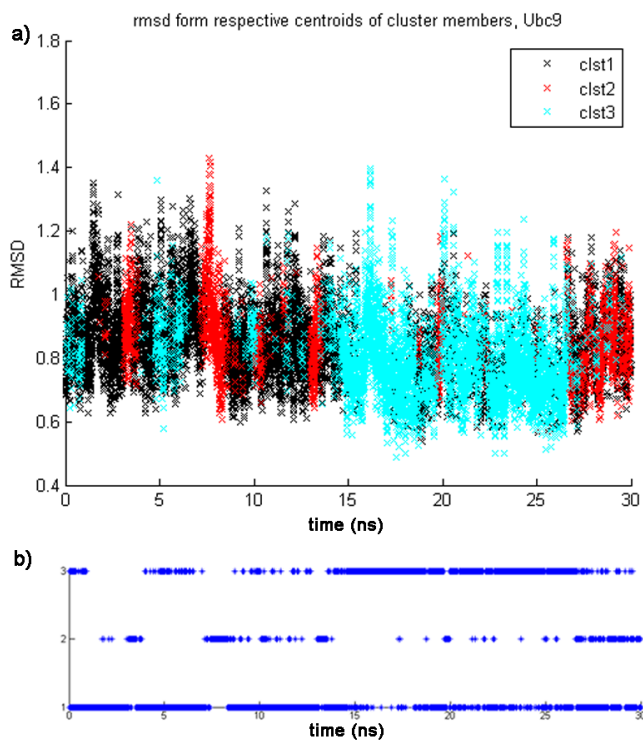 rmsd form respective centroids of cluster members, Ubc9
a)
1.8
1.6
1.4
1.2
1
0.8
0.6
0.4
RMSD
clst1
clst2
clst3
0 5 10 15 20 25 30
time (ns)
b)
3
2
1
0 5 10 15 20 25 30
time (ns)